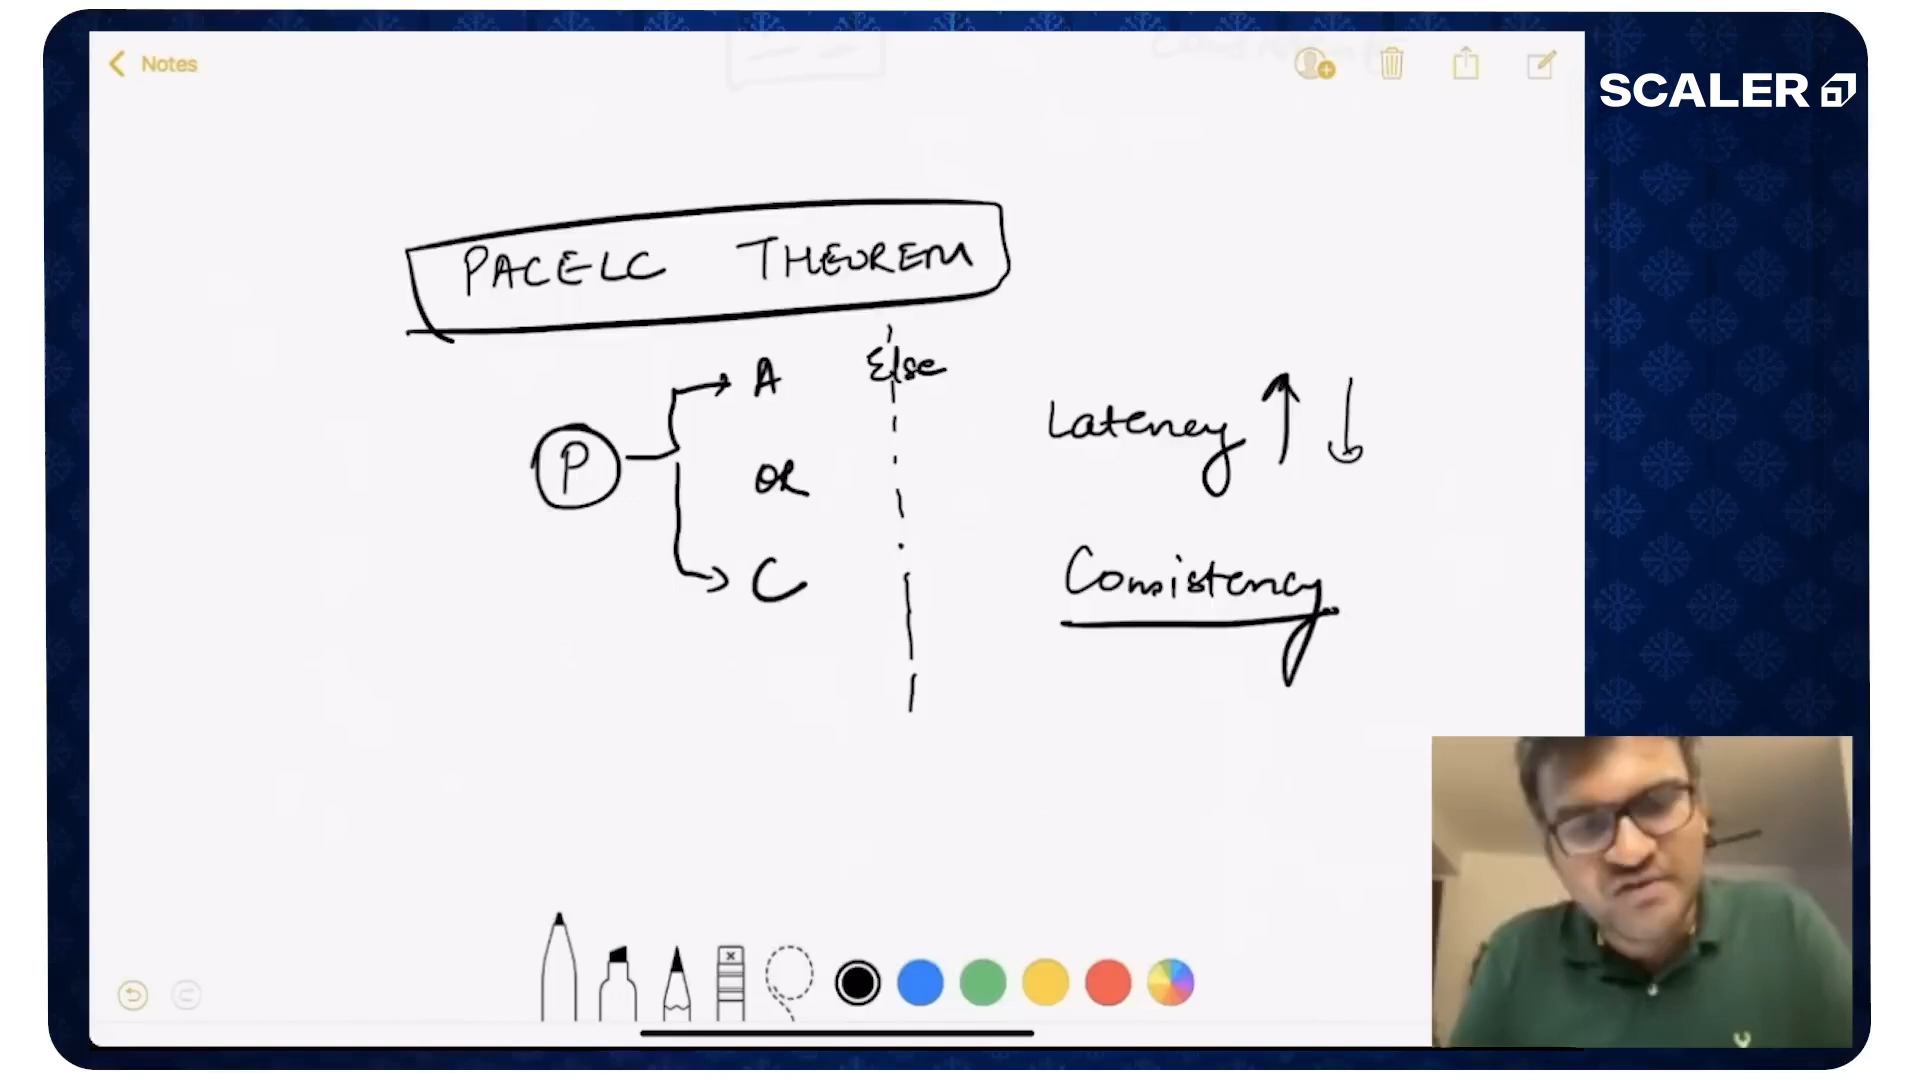 Notes
SCALER
PACELC THEOREM
A
Else
P
OR
C
Latency
Consistency